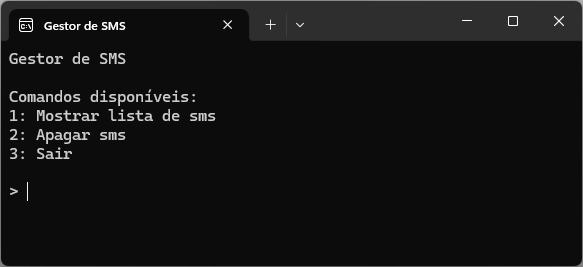 Gestor de SMS
Gestor de SMS
Comandos disponíveis:
1: Mostrar lista de sms
2: Apagar sms
3: Sair
>